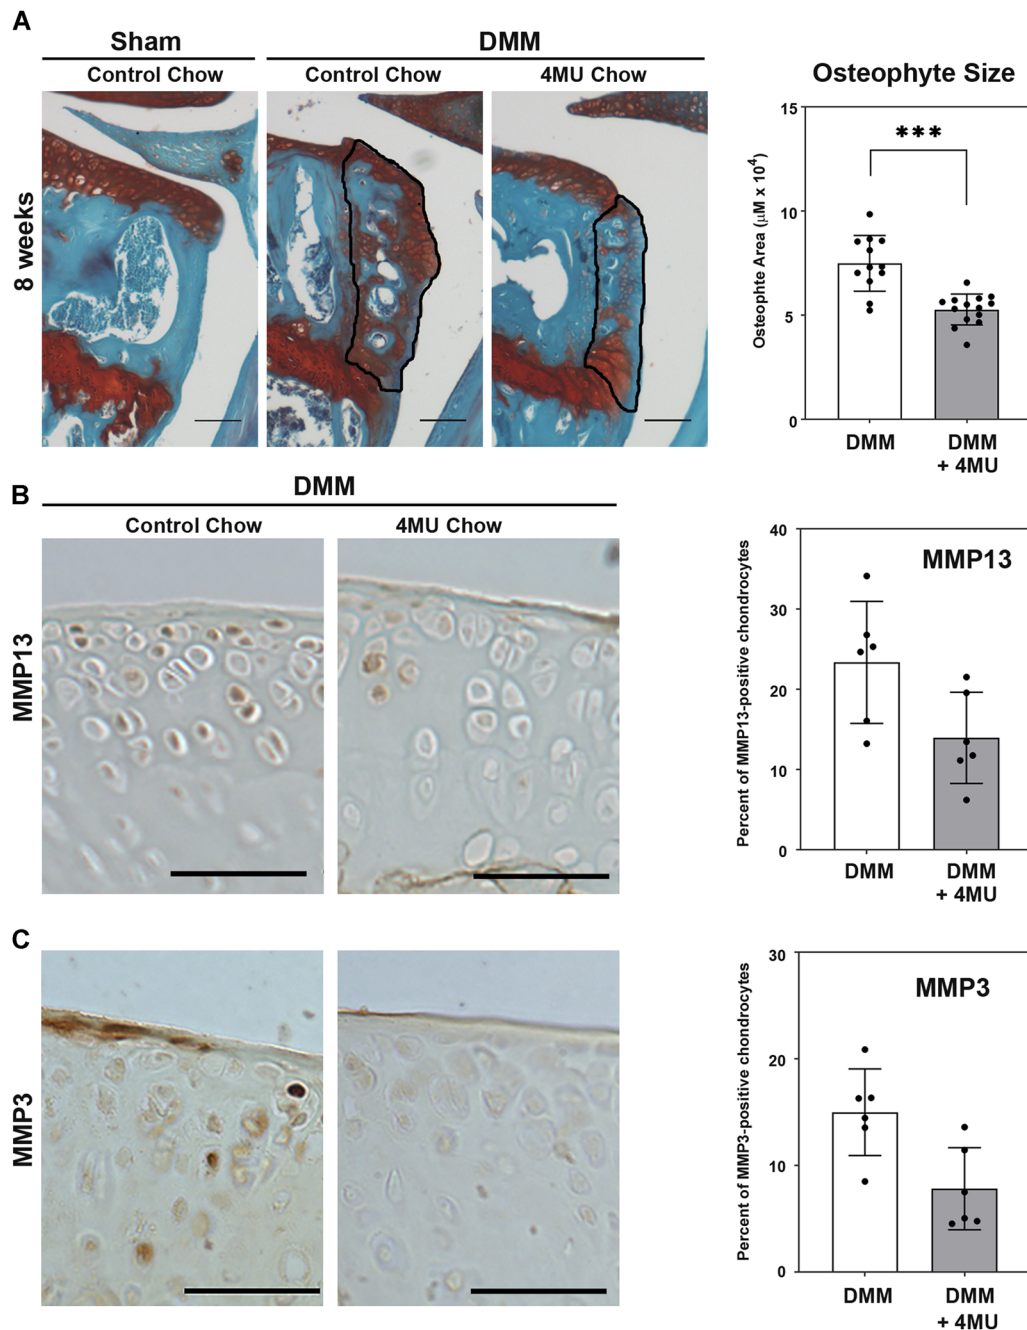 A
Sham
DMM
Control Chow
Control Chow
4MU Chow
8 weeks
Osteophyte Size
15
10
5
0
Osteophte Area (µM x 10⁴)
***
DMM
DMM
+ 4MU
B
DMM
Control Chow
4MU Chow
MMP13
MMP13
40
30
20
10
0
Percent of MMP13-positive chondrocytes
DMM
DMM
+ 4MU
C
MMP3
MMP3
30
20
10
0
Percent of MMP3-positive chondrocytes
DMM
DMM
+ 4MU